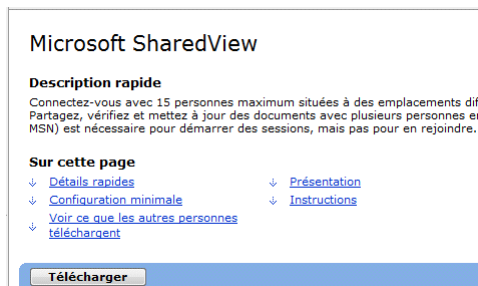 Microsoft SharedView
Description rapide
Connectez-vous avec 15 personnes maximum situées à des emplacements
Partagez, vérifiez et mettez à jour des documents avec plusieurs personnes
MSN) est nécessaire pour démarrer des sessions, mais pas pour en rejoindre.
Sur cette page
Détails rapides
Présentation
Configuration minimale
Instructions
Voir ce que les autres personnes
téléchargent
Télécharger